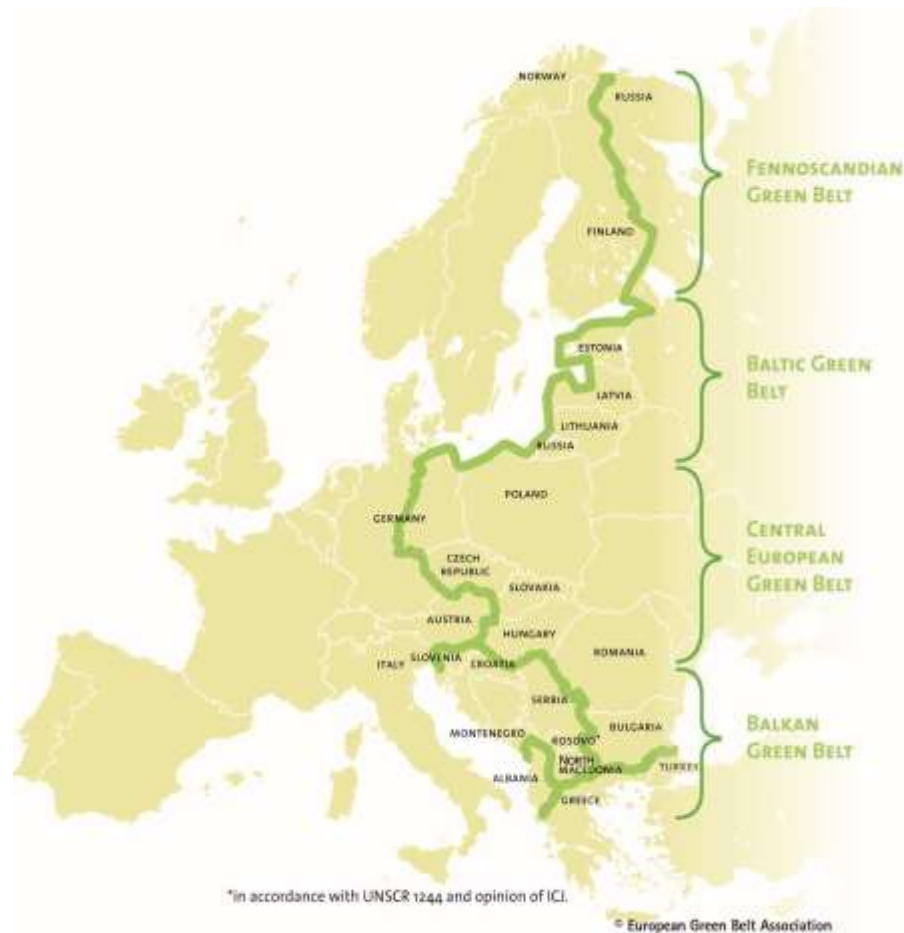 NORWAY
RUSSIA
FENNOSCANDIAN
GREEN BELT
FINLAND
ESTONIA
BALTIC GREEN
BELT
LATVIA
LITHUANIA
RUSSIA
POLAND
GERMANY
CENTRAL
EUROPEAN
GREEN BELT
CZECH
REPUBLIC
SLOVAKIA
AUSTRIA
HUNGARY
ROMANIA
ITALY
SLOVENIA
CROATIA
SERBIA
BULGARIA
BALKAN
GREEN BELT
MONTENEGRO
KOSOVO*
NORTH
MACEDONIA
TURKEY
ALBANIA
GREECE
*in accordance with UNSCR 1244 and opinion of ICJ.
© European Green Belt Association